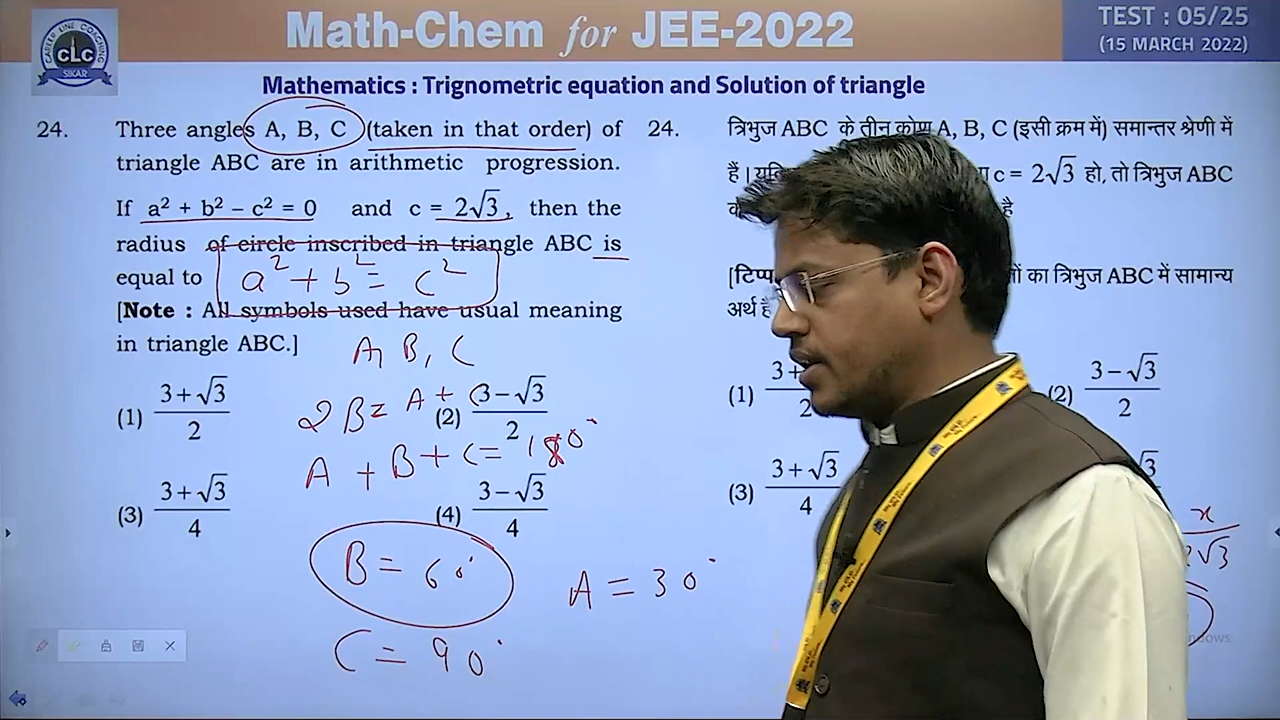 Math-Chem for JEE-2022
TEST : 05/25
(15 MARCH 2022)
CAREER LINE COACHING
CLC
SIKAR
Mathematics : Trignometric equation and Solution of triangle
24. Three angles A, B, C (taken in that order) of
triangle ABC are in arithmetic progression.
If a² + b² – c² = 0 and c = 2√3, then the
radius of circle inscribed in triangle ABC is
equal to
a² + b² = c²
[Note : All symbols used have usual meaning
in triangle ABC.]
A, B, C
(1) (3 + √3)/2
2B = A + C
(2) (3 – √3)/2
A + B + C = 180°
(3) (3 + √3)/4
(4) (3 – √3)/4
B = 60°
A = 30°
C = 90°
24. त्रिभुज ABC के तीन कोण A, B, C (इसी क्रम में) समान्तर श्रेणी में
हैं। c = 2√3 हो, तो त्रिभुज ABC
है
[टिप्प ों का त्रिभुज ABC में सामान्य
अर्थ है
(1) 3+ 2
(2) (3 – √3)/2
(3) (3 + √3)/4
√3
x
2√3